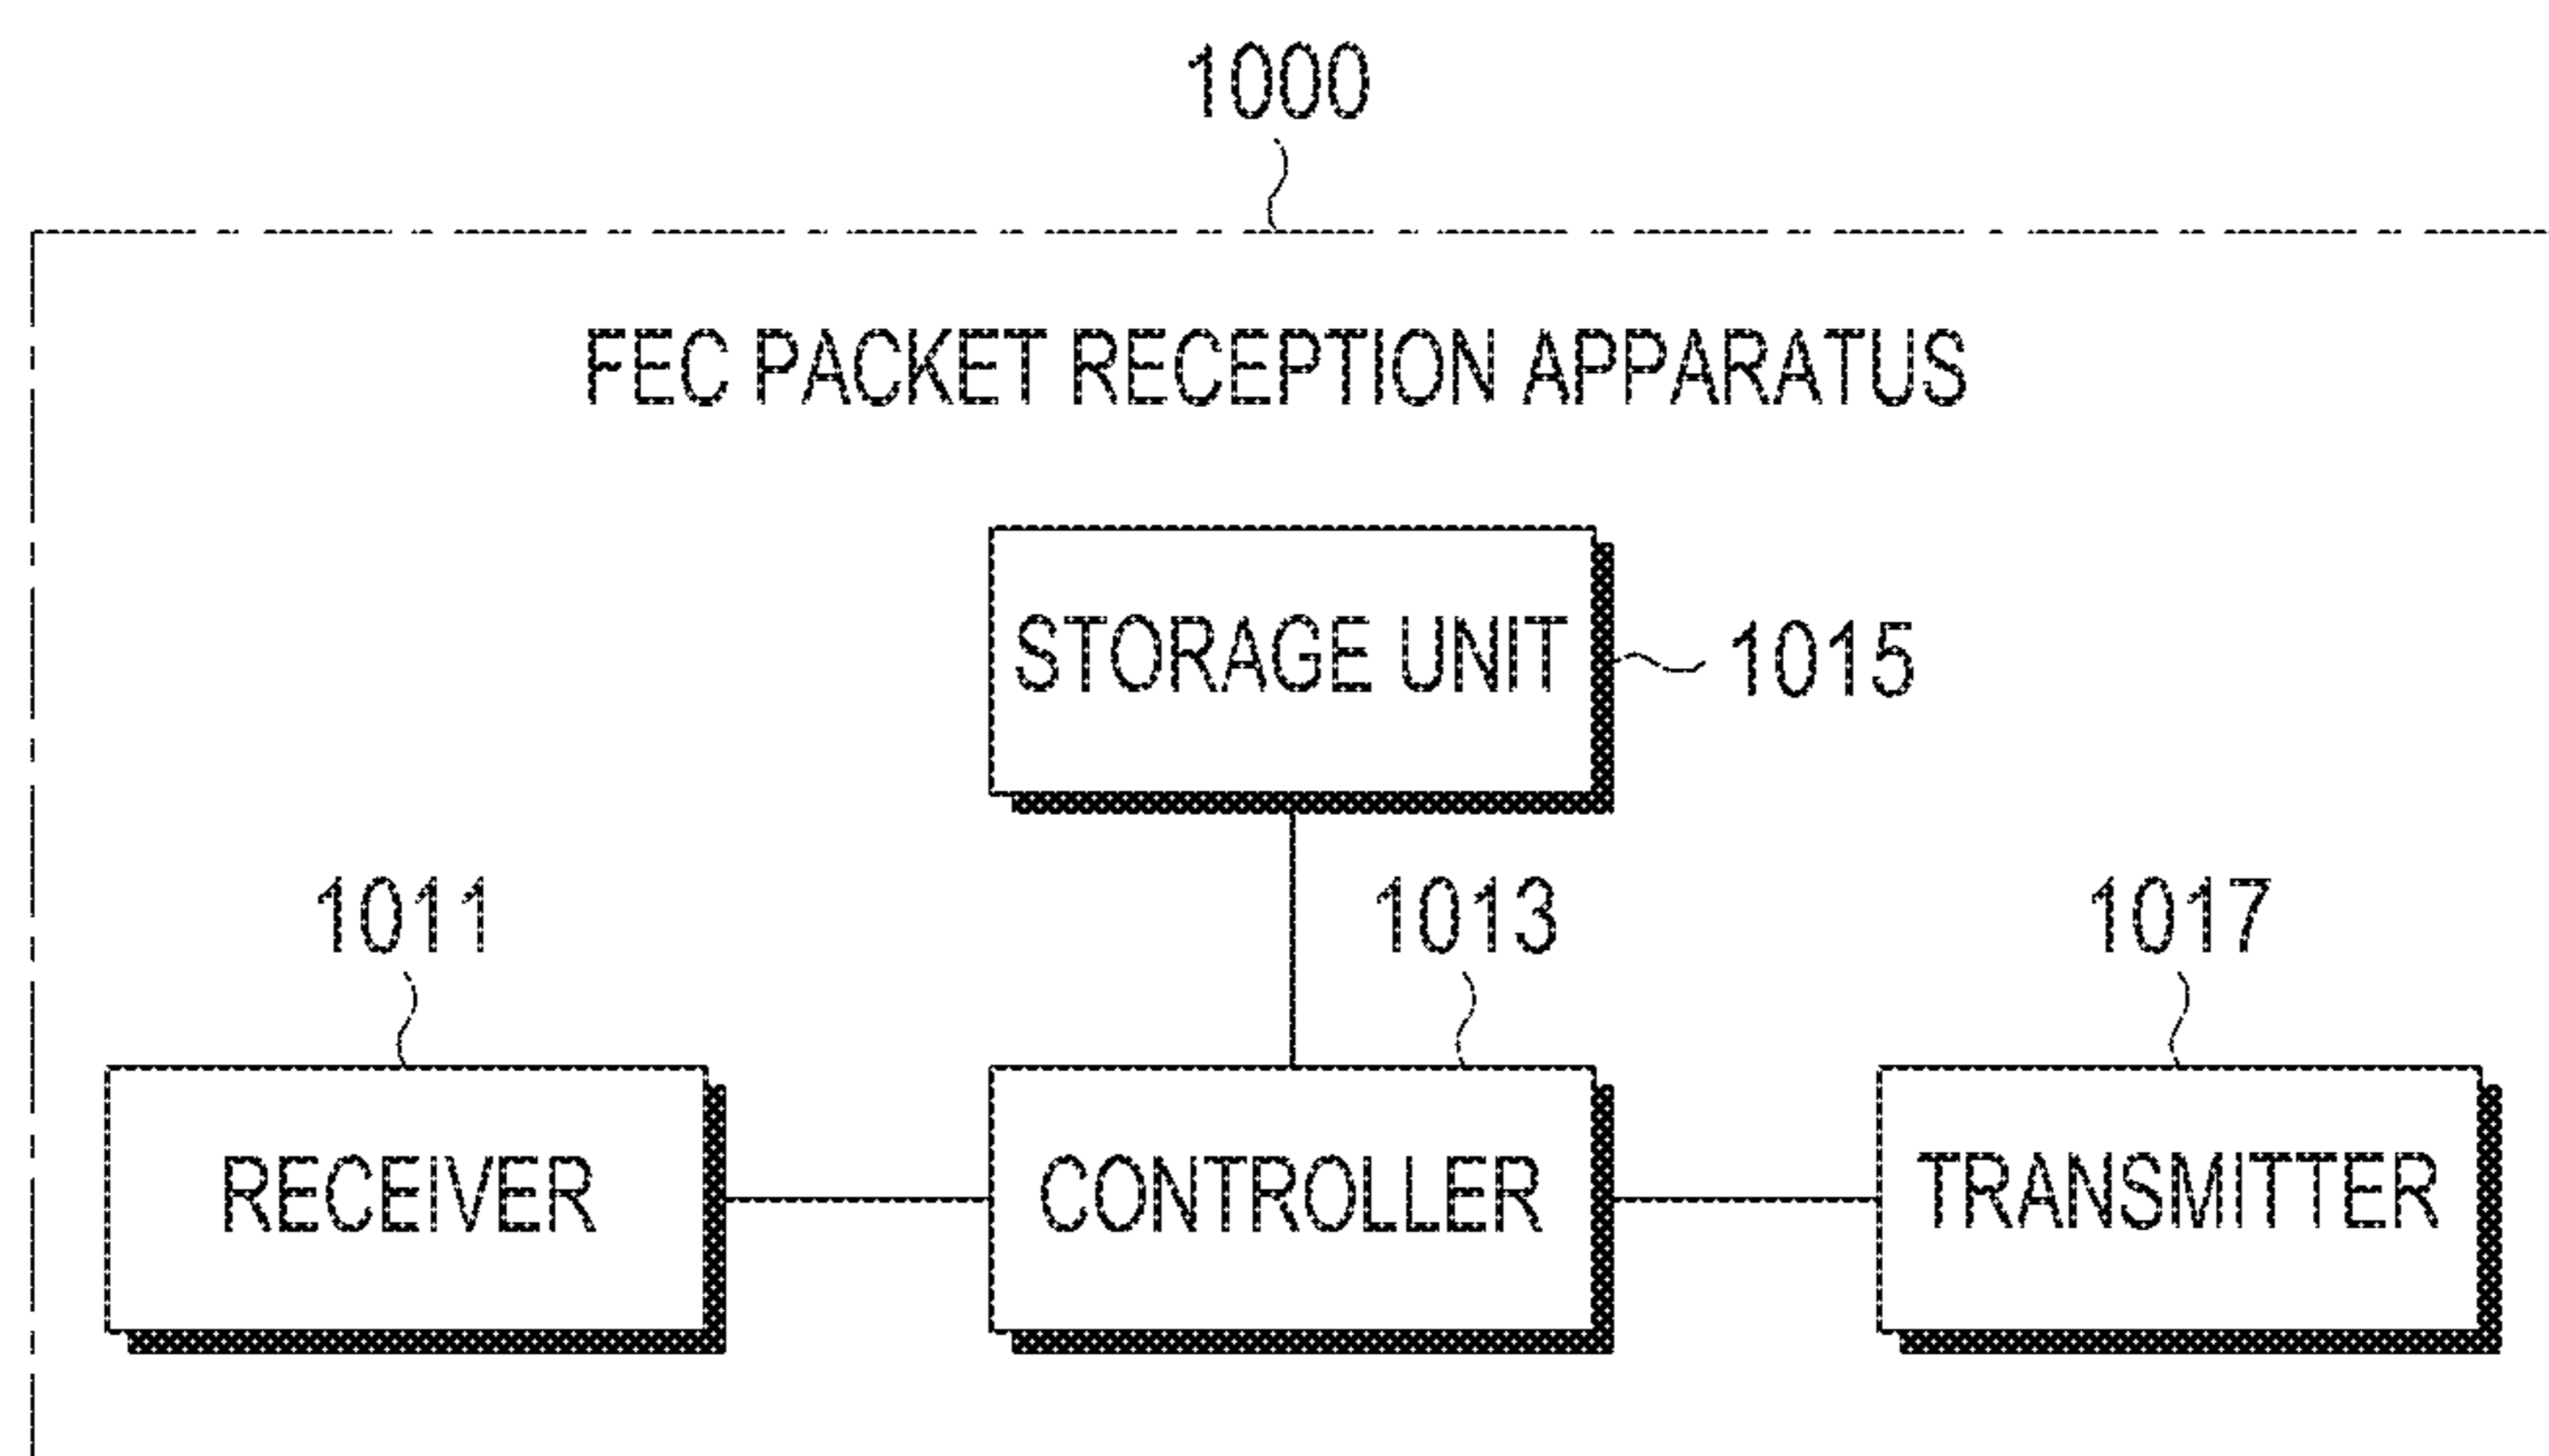 1000
FEC PACKET RECEPTION APPARATUS
STORAGE UNIT
1015
1011
1013
1017
RECEIVER
CONTROLLER
TRANSMITTER